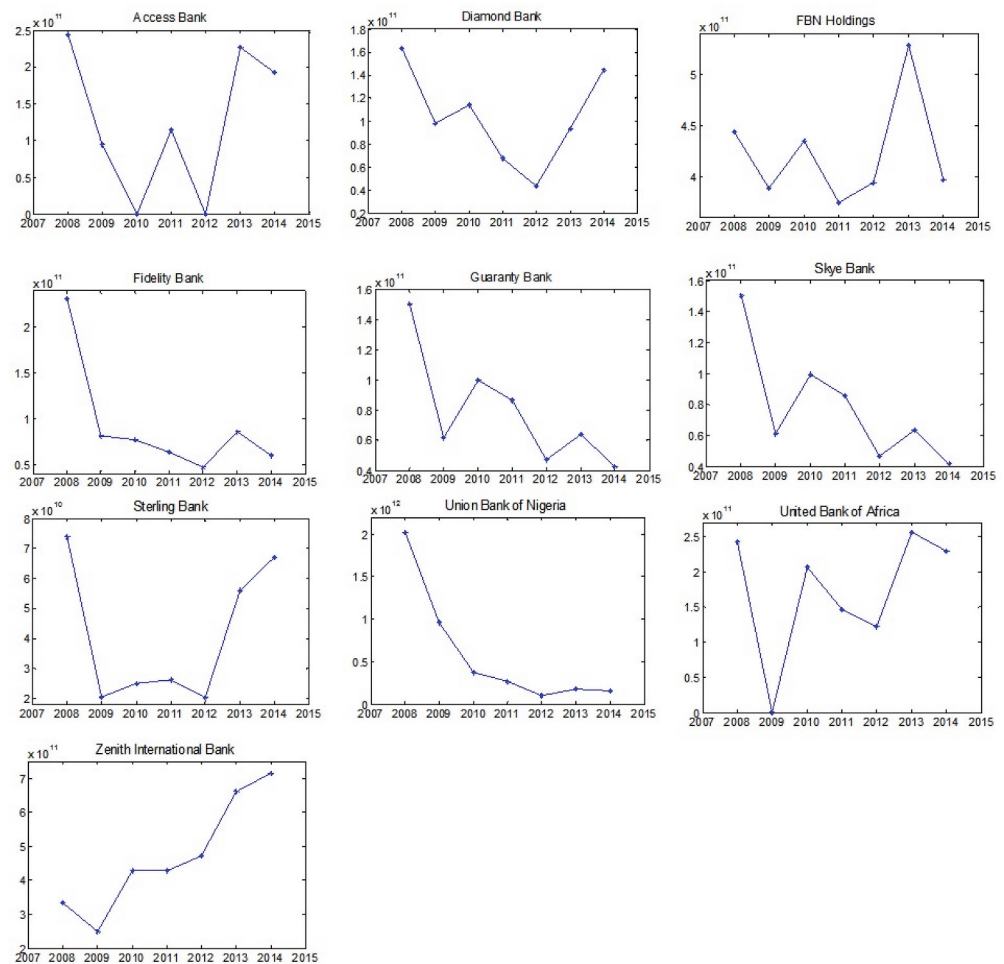 Access Bank
x 10^11
2.5
2
1.5
1
0.5
0
2007 2008 2009 2010 2011 2012 2013 2014 2015
Diamond Bank
x 10^11
1.8
1.6
1.4
1.2
1
0.8
0.6
0.4
0.2
2007 2008 2009 2010 2011 2012 2013 2014 2015
FBN Holdings
x 10^11
5
4.5
4
2007 2008 2009 2010 2011 2012 2013 2014 2015
Fidelity Bank
x 10^11
2
1.5
1
0.5
2007 2008 2009 2010 2011 2012 2013 2014 2015
Guaranty Bank
x 10^11
1.6
1.4
1.2
1
0.8
0.6
0.4
2007 2008 2009 2010 2011 2012 2013 2014 2015
Skye Bank
x 10^11
1.6
1.4
1.2
1
0.8
0.6
0.4
2007 2008 2009 2010 2011 2012 2013 2014 2015
Sterling Bank
x 10^10
8
7
6
5
4
3
2
2007 2008 2009 2010 2011 2012 2013 2014 2015
Union Bank of Nigeria
x 10^12
2
1.5
1
0.5
0
2007 2008 2009 2010 2011 2012 2013 2014 2015
United Bank of Africa
x 10^11
2.5
2
1.5
1
0.5
0
2007 2008 2009 2010 2011 2012 2013 2014 2015
Zenith International Bank
x 10^11
7
6
5
4
3
2
2007 2008 2009 2010 2011 2012 2013 2014 2015